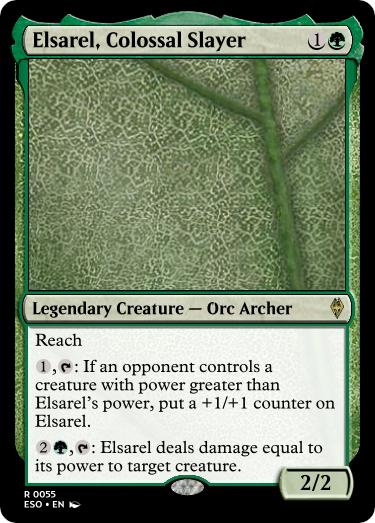 Elsarel, Colossal Slayer 1
Legendary Creature — Orc Archer
Reach
1, : If an opponent controls a
creature with power greater than
Elsarel's power, put a +1/+1 counter on
Elsarel.
2 , : Elsarel deals damage equal to
its power to target creature.
2/2
R 0055
ESO • EN